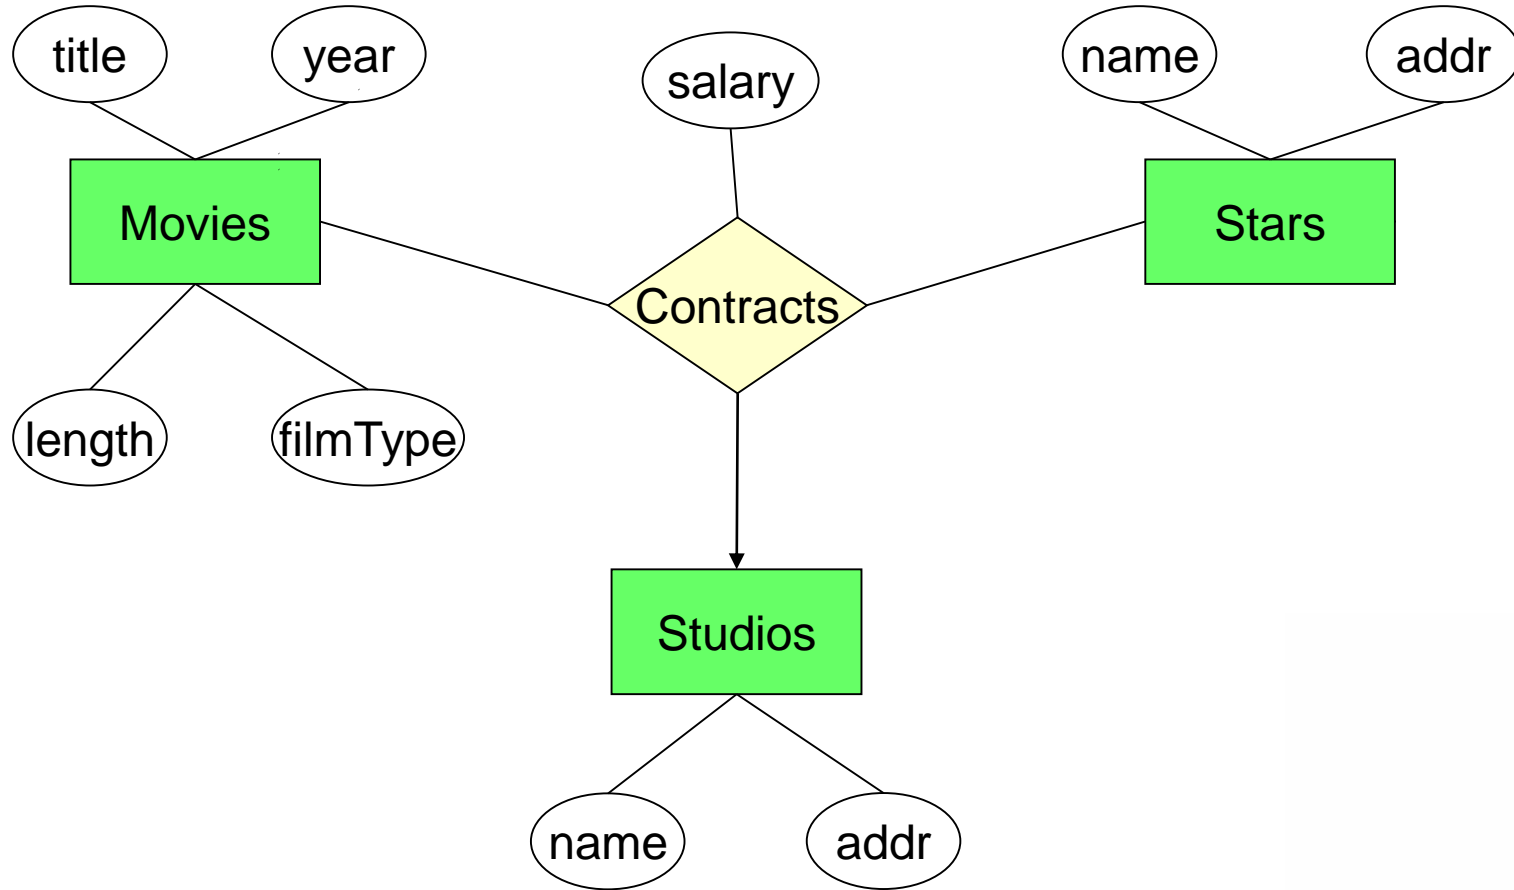 title
year
salary
name
addr
Movies
Stars
Contracts
length
filmType
Studios
name
addr